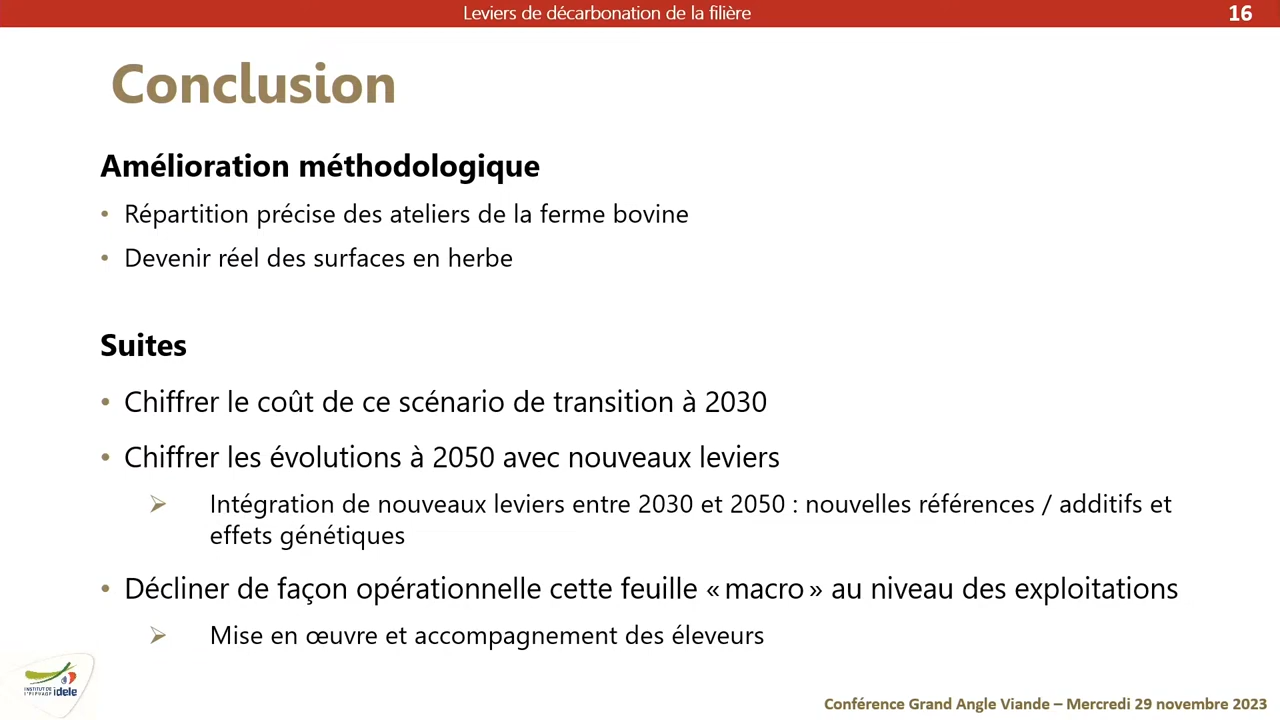 Leviers de décarbonation de la filière
16
Conclusion
Amélioration méthodologique
• Répartition précise des ateliers de la ferme bovine
• Devenir réel des surfaces en herbe
Suites
• Chiffrer le coût de ce scénario de transition à 2030
• Chiffrer les évolutions à 2050 avec nouveaux leviers
➢ Intégration de nouveaux leviers entre 2030 et 2050 : nouvelles références / additifs et
effets génétiques
• Décliner de façon opérationnelle cette feuille « macro » au niveau des exploitations
➢ Mise en œuvre et accompagnement des éleveurs
INSTITUT DE
L'ELEVAGE idele
Conférence Grand Angle Viande – Mercredi 29 novembre 2023